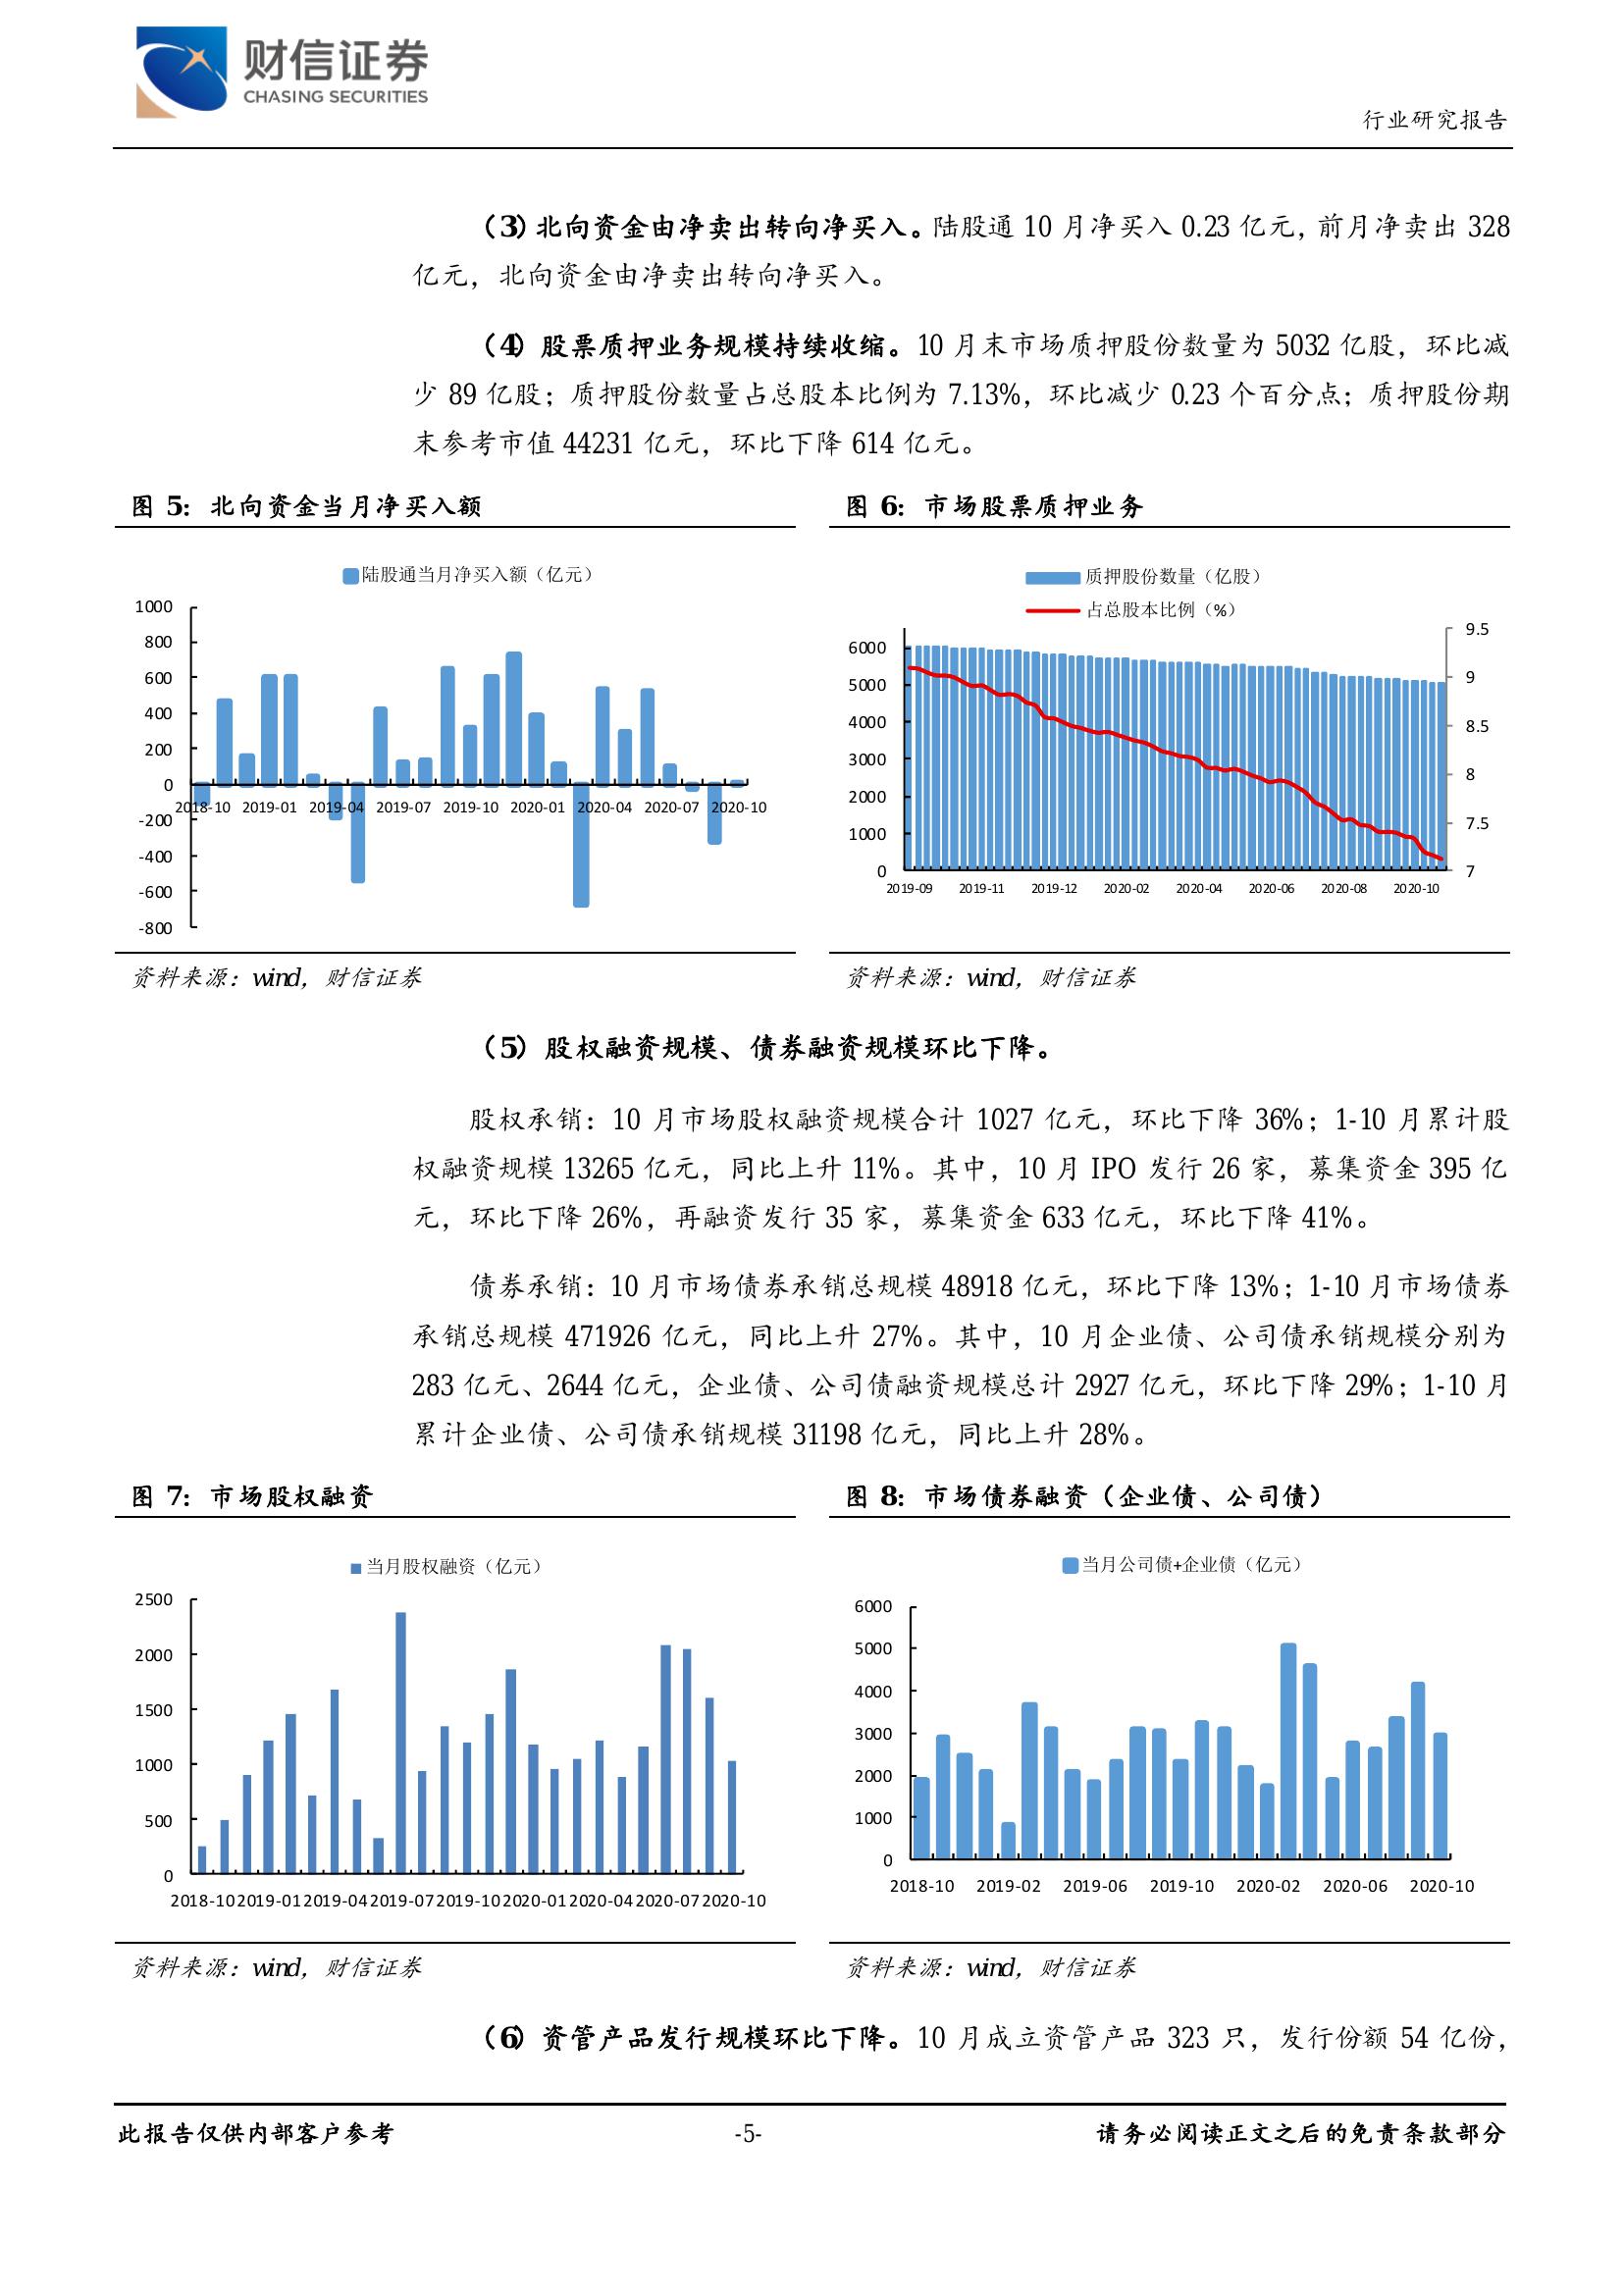 财信证券
CHASING SECURITIES
行业研究报告
（3）北向资金由净卖出转向净买入。陆股通 10 月净买入 0.23 亿元，前月净卖出 328
亿元，北向资金由净卖出转向净买入。
（4）股票质押业务规模持续收缩。10 月末市场质押股份数量为 5032 亿股，环比减
少 89 亿股；质押股份数量占总股本比例为 7.13%，环比减少 0.23 个百分点；质押股份期
末参考市值 44231 亿元，环比下降 614 亿元。
图 5：北向资金当月净买入额
陆股通当月净买入额（亿元）
1000
800
600
400
200
0
-200
-400
-600
-800
2018-10 2019-01 2019-04 2019-07 2019-10 2020-01 2020-04 2020-07 2020-10
资料来源：wind，财信证券
图 6：市场股票质押业务
质押股份数量（亿股）
占总股本比例（%）
6000
5000
4000
3000
2000
1000
0
9.5
9
8.5
8
7.5
7
2019-09 2019-11 2019-12 2020-02 2020-04 2020-06 2020-08 2020-10
资料来源：wind，财信证券
（5）股权融资规模、债券融资规模环比下降。
股权承销：10 月市场股权融资规模合计 1027 亿元，环比下降 36%；1-10 月累计股
权融资规模 13265 亿元，同比上升 11%。其中，10 月 IPO 发行 26 家，募集资金 395 亿
元，环比下降 26%，再融资发行 35 家，募集资金 633 亿元，环比下降 41%。
债券承销：10 月市场债券承销总规模 48918 亿元，环比下降 13%；1-10 月市场债券
承销总规模 471926 亿元，同比上升 27%。其中，10 月企业债、公司债承销规模分别为
283 亿元、2644 亿元，企业债、公司债融资规模总计 2927 亿元，环比下降 29%；1-10 月
累计企业债、公司债承销规模 31198 亿元，同比上升 28%。
图 7：市场股权融资
当月股权融资（亿元）
2500
2000
1500
1000
500
0
2018-10 2019-01 2019-04 2019-07 2019-10 2020-01 2020-04 2020-07 2020-10
资料来源：wind，财信证券
图 8：市场债券融资（企业债、公司债）
当月公司债+企业债（亿元）
6000
5000
4000
3000
2000
1000
0
2018-10 2019-02 2019-06 2019-10 2020-02 2020-06 2020-10
资料来源：wind，财信证券
（6）资管产品发行规模环比下降。10 月成立资管产品 323 只，发行份额 54 亿份，
此报告仅供内部客户参考
-5-
请务必阅读正文之后的免责条款部分